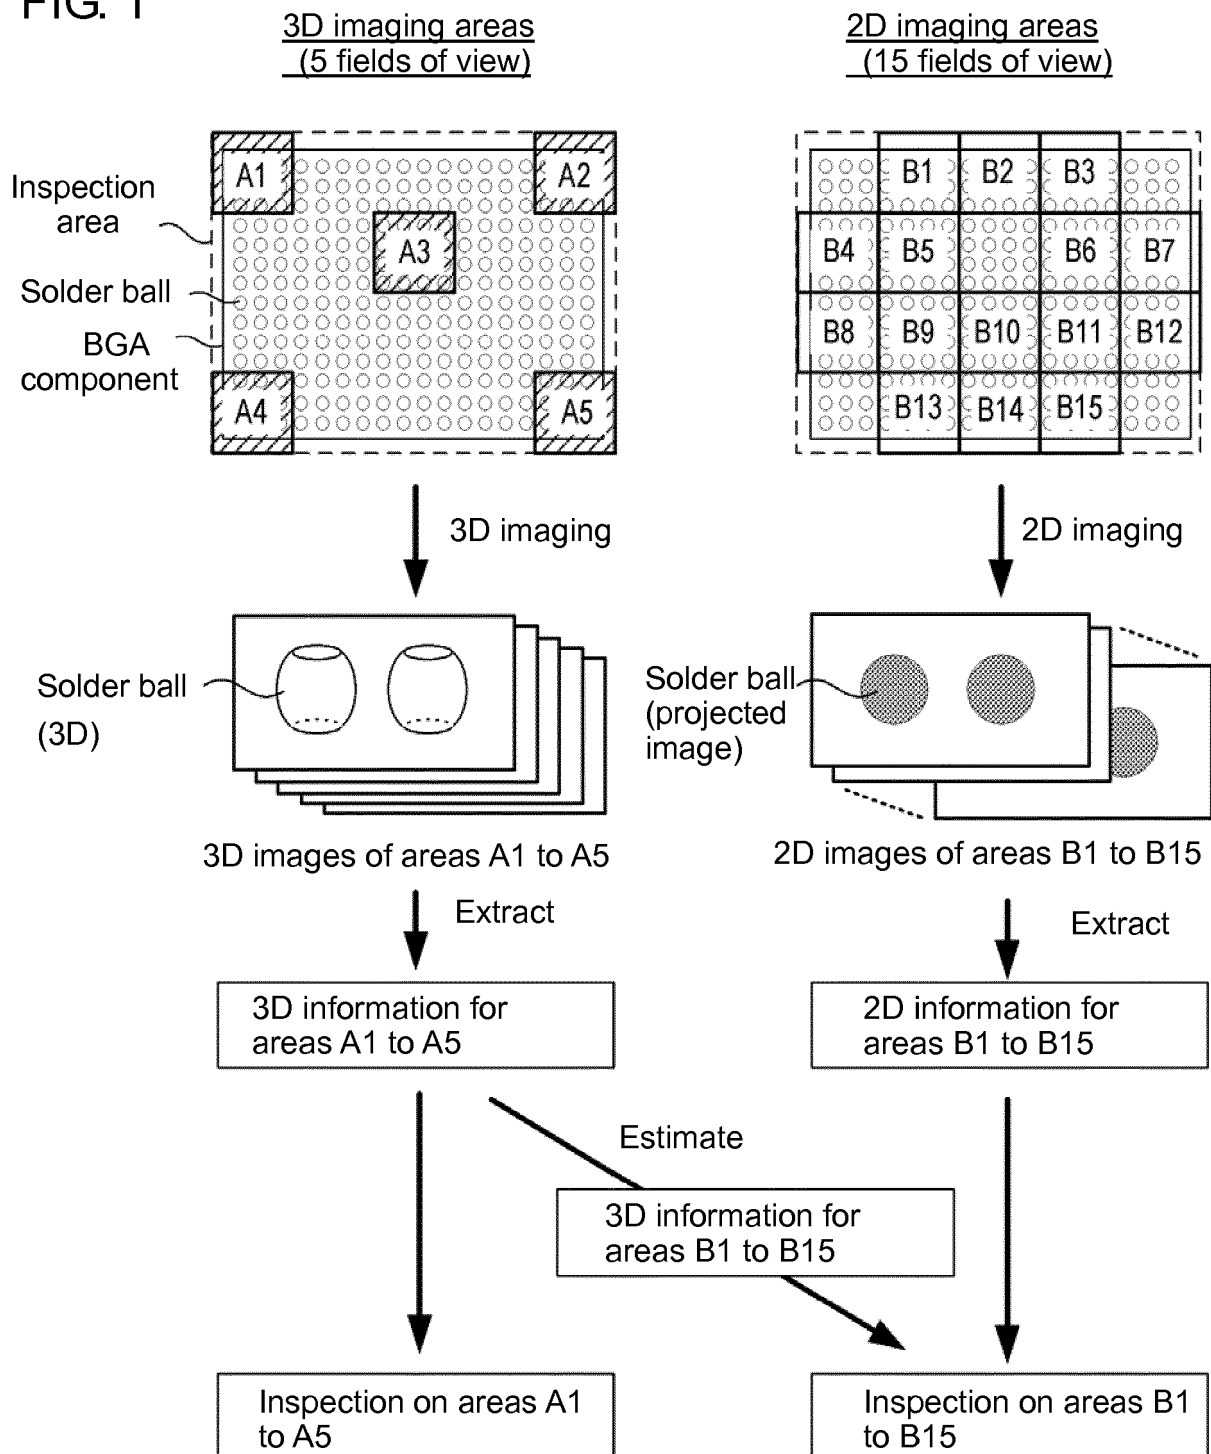 FIG. 1
3D imaging areas
(5 fields of view)
2D imaging areas
(15 fields of view)
A1
A2
B1
B2
B3
Inspection
area
A3
B4
B5
B6
B7
Solder ball
BGA
component
B8
B9
B10
B11
B12
A4
A5
B13
B14
B15
3D imaging
2D imaging
Solder ball
(3D)
Solder ball
(projected
image)
3D images of areas A1 to A5
2D images of areas B1 to B15
Extract
Extract
3D information for
areas A1 to A5
2D information for
areas B1 to B15
Estimate
3D information for
areas B1 to B15
Inspection on areas A1
to A5
Inspection on areas B1
to B15